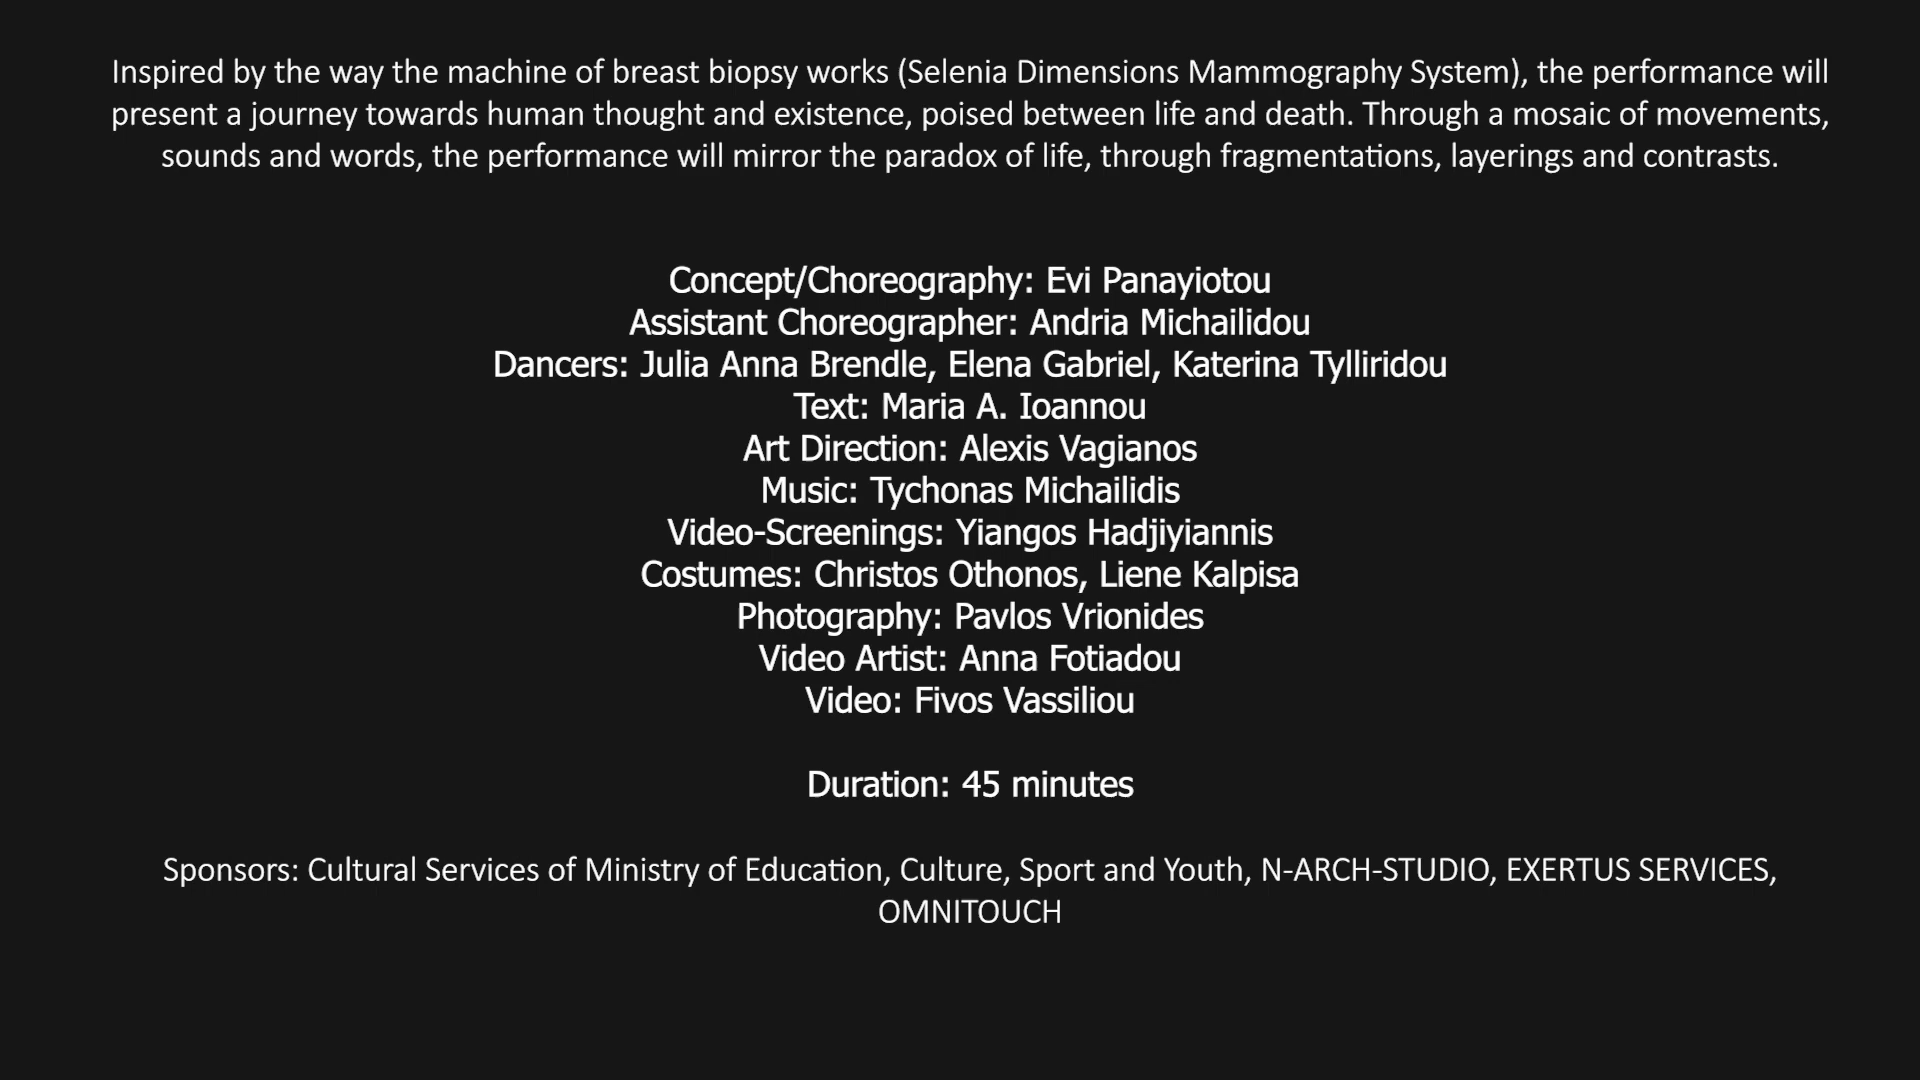 Inspired by the way the machine of breast biopsy works (Selenia Dimensions Mammography System), the performance will
present a journey towards human thought and existence, poised between life and death. Through a mosaic of movements,
sounds and words, the performance will mirror the paradox of life, through fragmentations, layerings and contrasts.
Concept/Choreography: Evi Panayiotou
Assistant Choreographer: Andria Michailidou
Dancers: Julia Anna Brendle, Elena Gabriel, Katerina Tylliridou
Text: Maria A. Ioannou
Art Direction: Alexis Vagianos
Music: Tychonas Michailidis
Video-Screenings: Yiangos Hadjiyiannis
Costumes: Christos Othonos, Liene Kalpisa
Photography: Pavlos Vrionides
Video Artist: Anna Fotiadou
Video: Fivos Vassiliou
Duration: 45 minutes
Sponsors: Cultural Services of Ministry of Education, Culture, Sport and Youth, N-ARCH-STUDIO, EXERTUS SERVICES,
OMNITOUCH